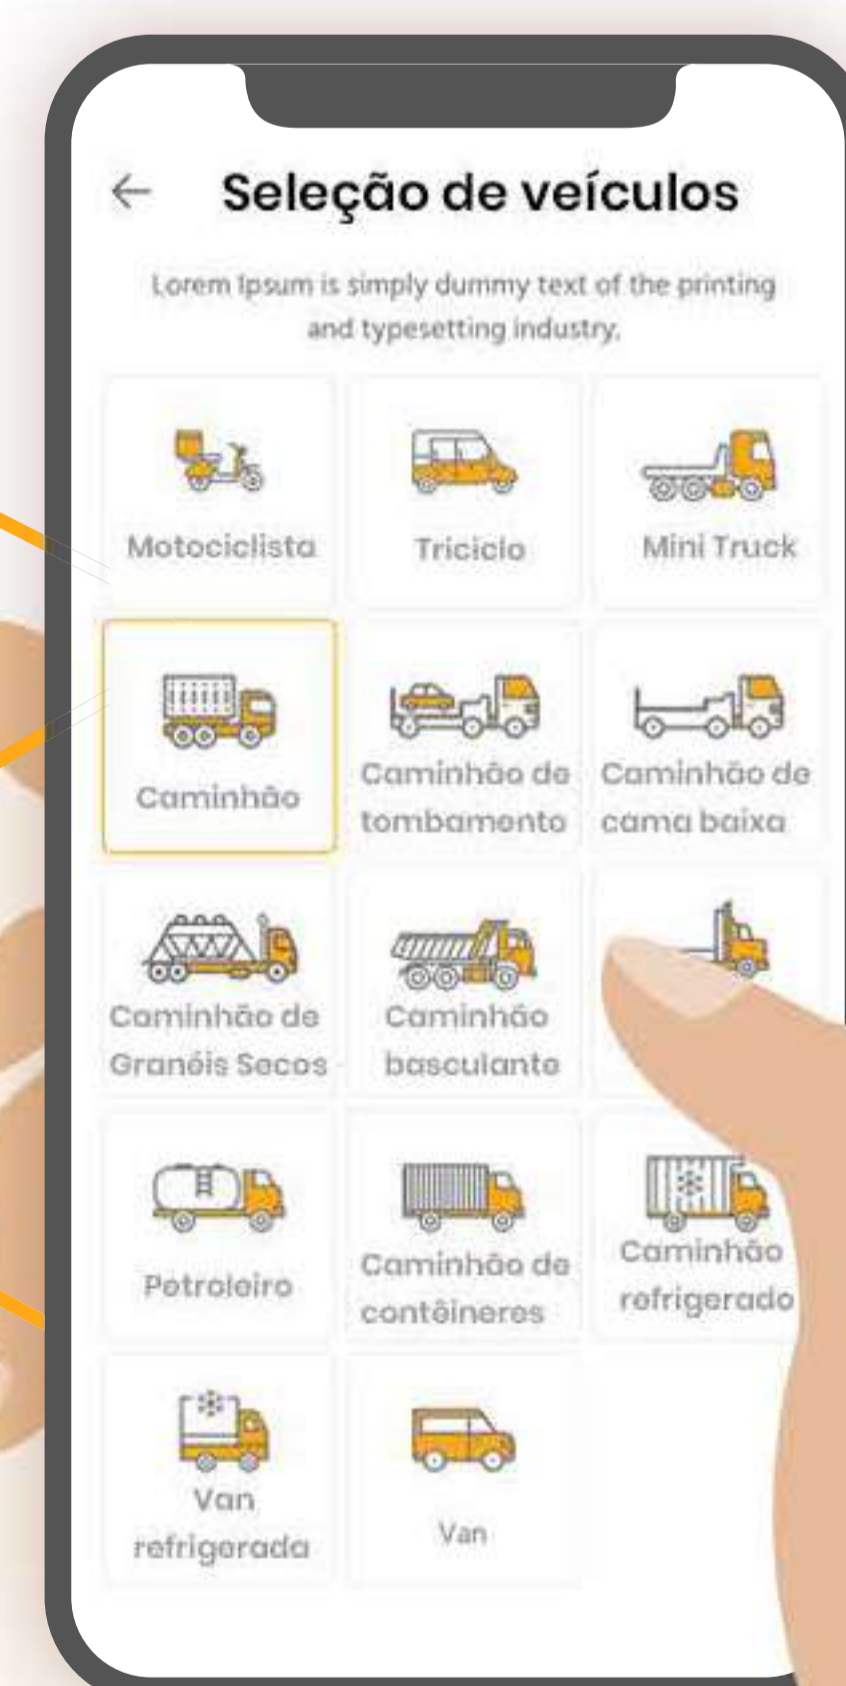 Seleção de veículos
Lorem Ipsum is simply dummy text of the printing
and typesetting industry.
Motociclista
Triciclo
Mini Truck
Caminhão
Caminhão de
tombamento
Caminhão de
cama baixa
Caminhão de
Granéis Secos
Caminhão
basculante
Petroleiro
Caminhão de
contêineres
Caminhão
refrigerado
Van
refrigerada
Van